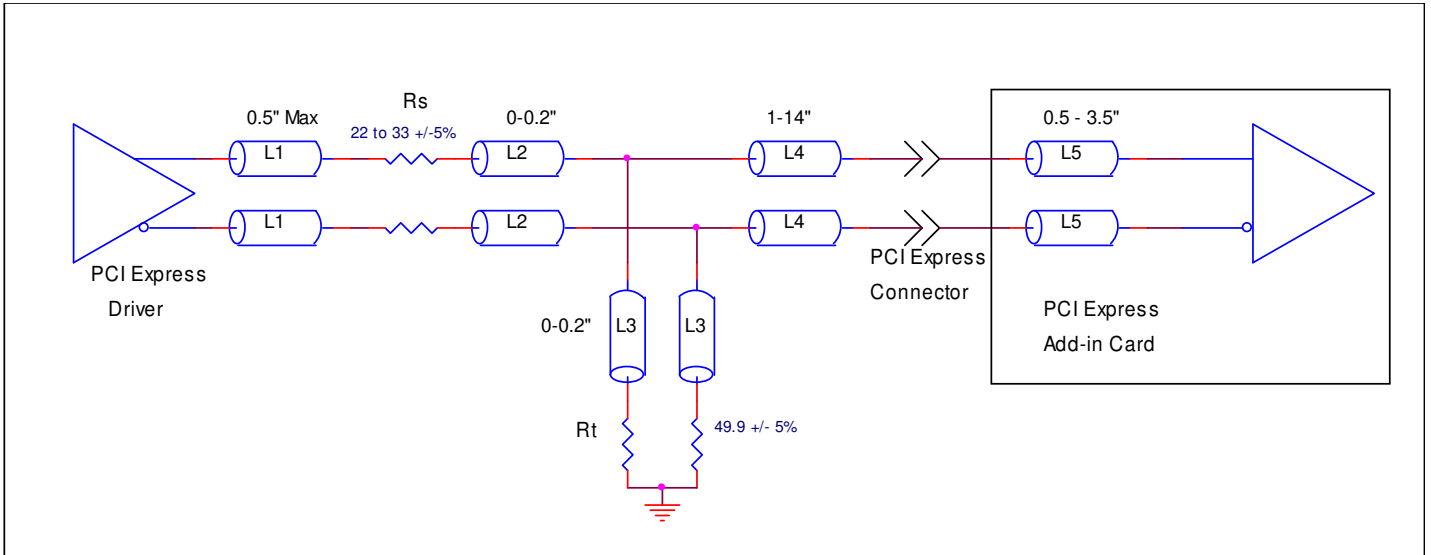 Rs
0.5" Max
22 to 33 +/-5%
0-0.2"
1-14"
0.5 - 3.5"
L1
L2
L4
L5
L1
L2
L4
L5
PCI Express
Driver
PCI Express
Connector
PCI Express
Add-in Card
0-0.2"
L3
L3
Rt
49.9 +/- 5%